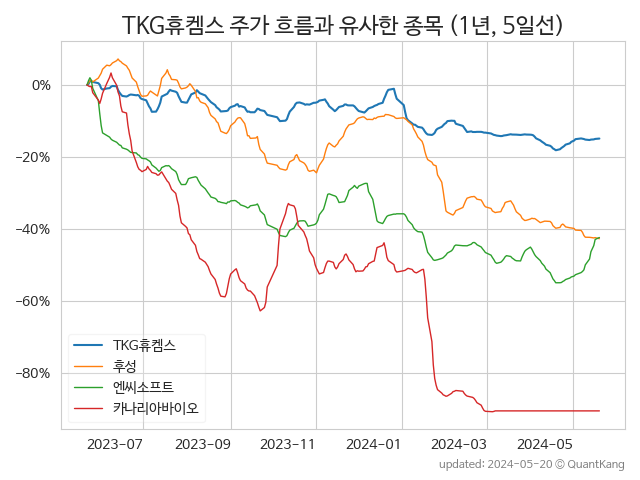 TKG휴켐스 주가 흐름과 유사한 종목 (1년, 5일선)
0%
−20%
−40%
−60%
−80%
TKG휴켐스
후성
엔씨소프트
카나리아바이오
2023-07
2023-09
2023-11
2024-01
2024-03
2024-05
updated: 2024-05-20 © QuantKang